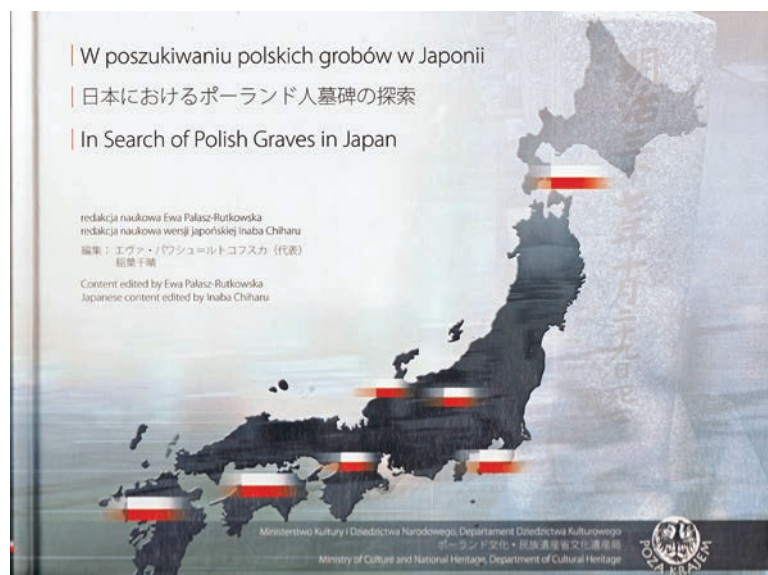 W poszukiwaniu polskich grobów w Japonii
日本におけるポーランド人墓碑の探索
In Search of Polish Graves in Japan
redakcja naukowa Ewa Pałasz-Rutkowska
redakcja naukowa wersji japońskiej Inaba Chiharu
編集: エヴァ・パワシュ=ルトコフスカ(代表)
稲葉千晴
Content edited by Ewa Pałasz-Rutkowska
Japanese content edited by Inaba Chiharu
Ministerstwo Kultury i Dziedzictwa Narodowego, Departament Dziedzictwa Kulturowego
ポーランド文化・民族遺産省文化遺産局
Ministry of Culture and National Heritage, Department of Cultural Heritage
POZA KRAJEM